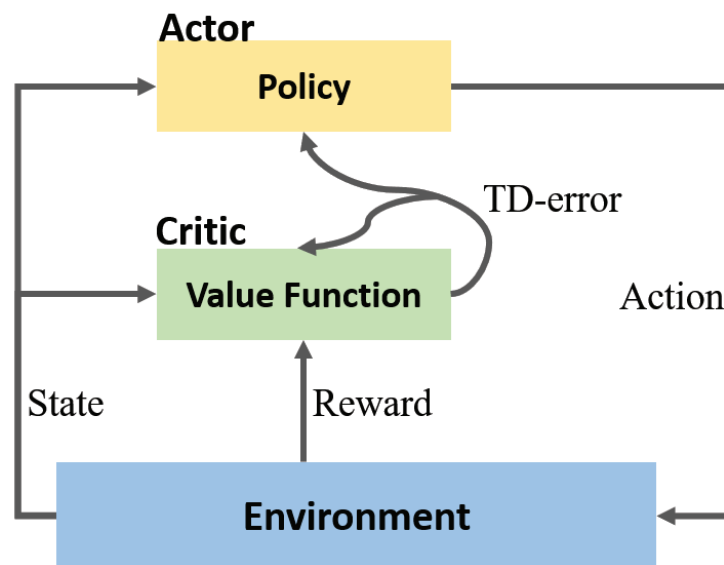 Actor
Policy
TD-error
Critic
Value Function
Action
State
Reward
Environment